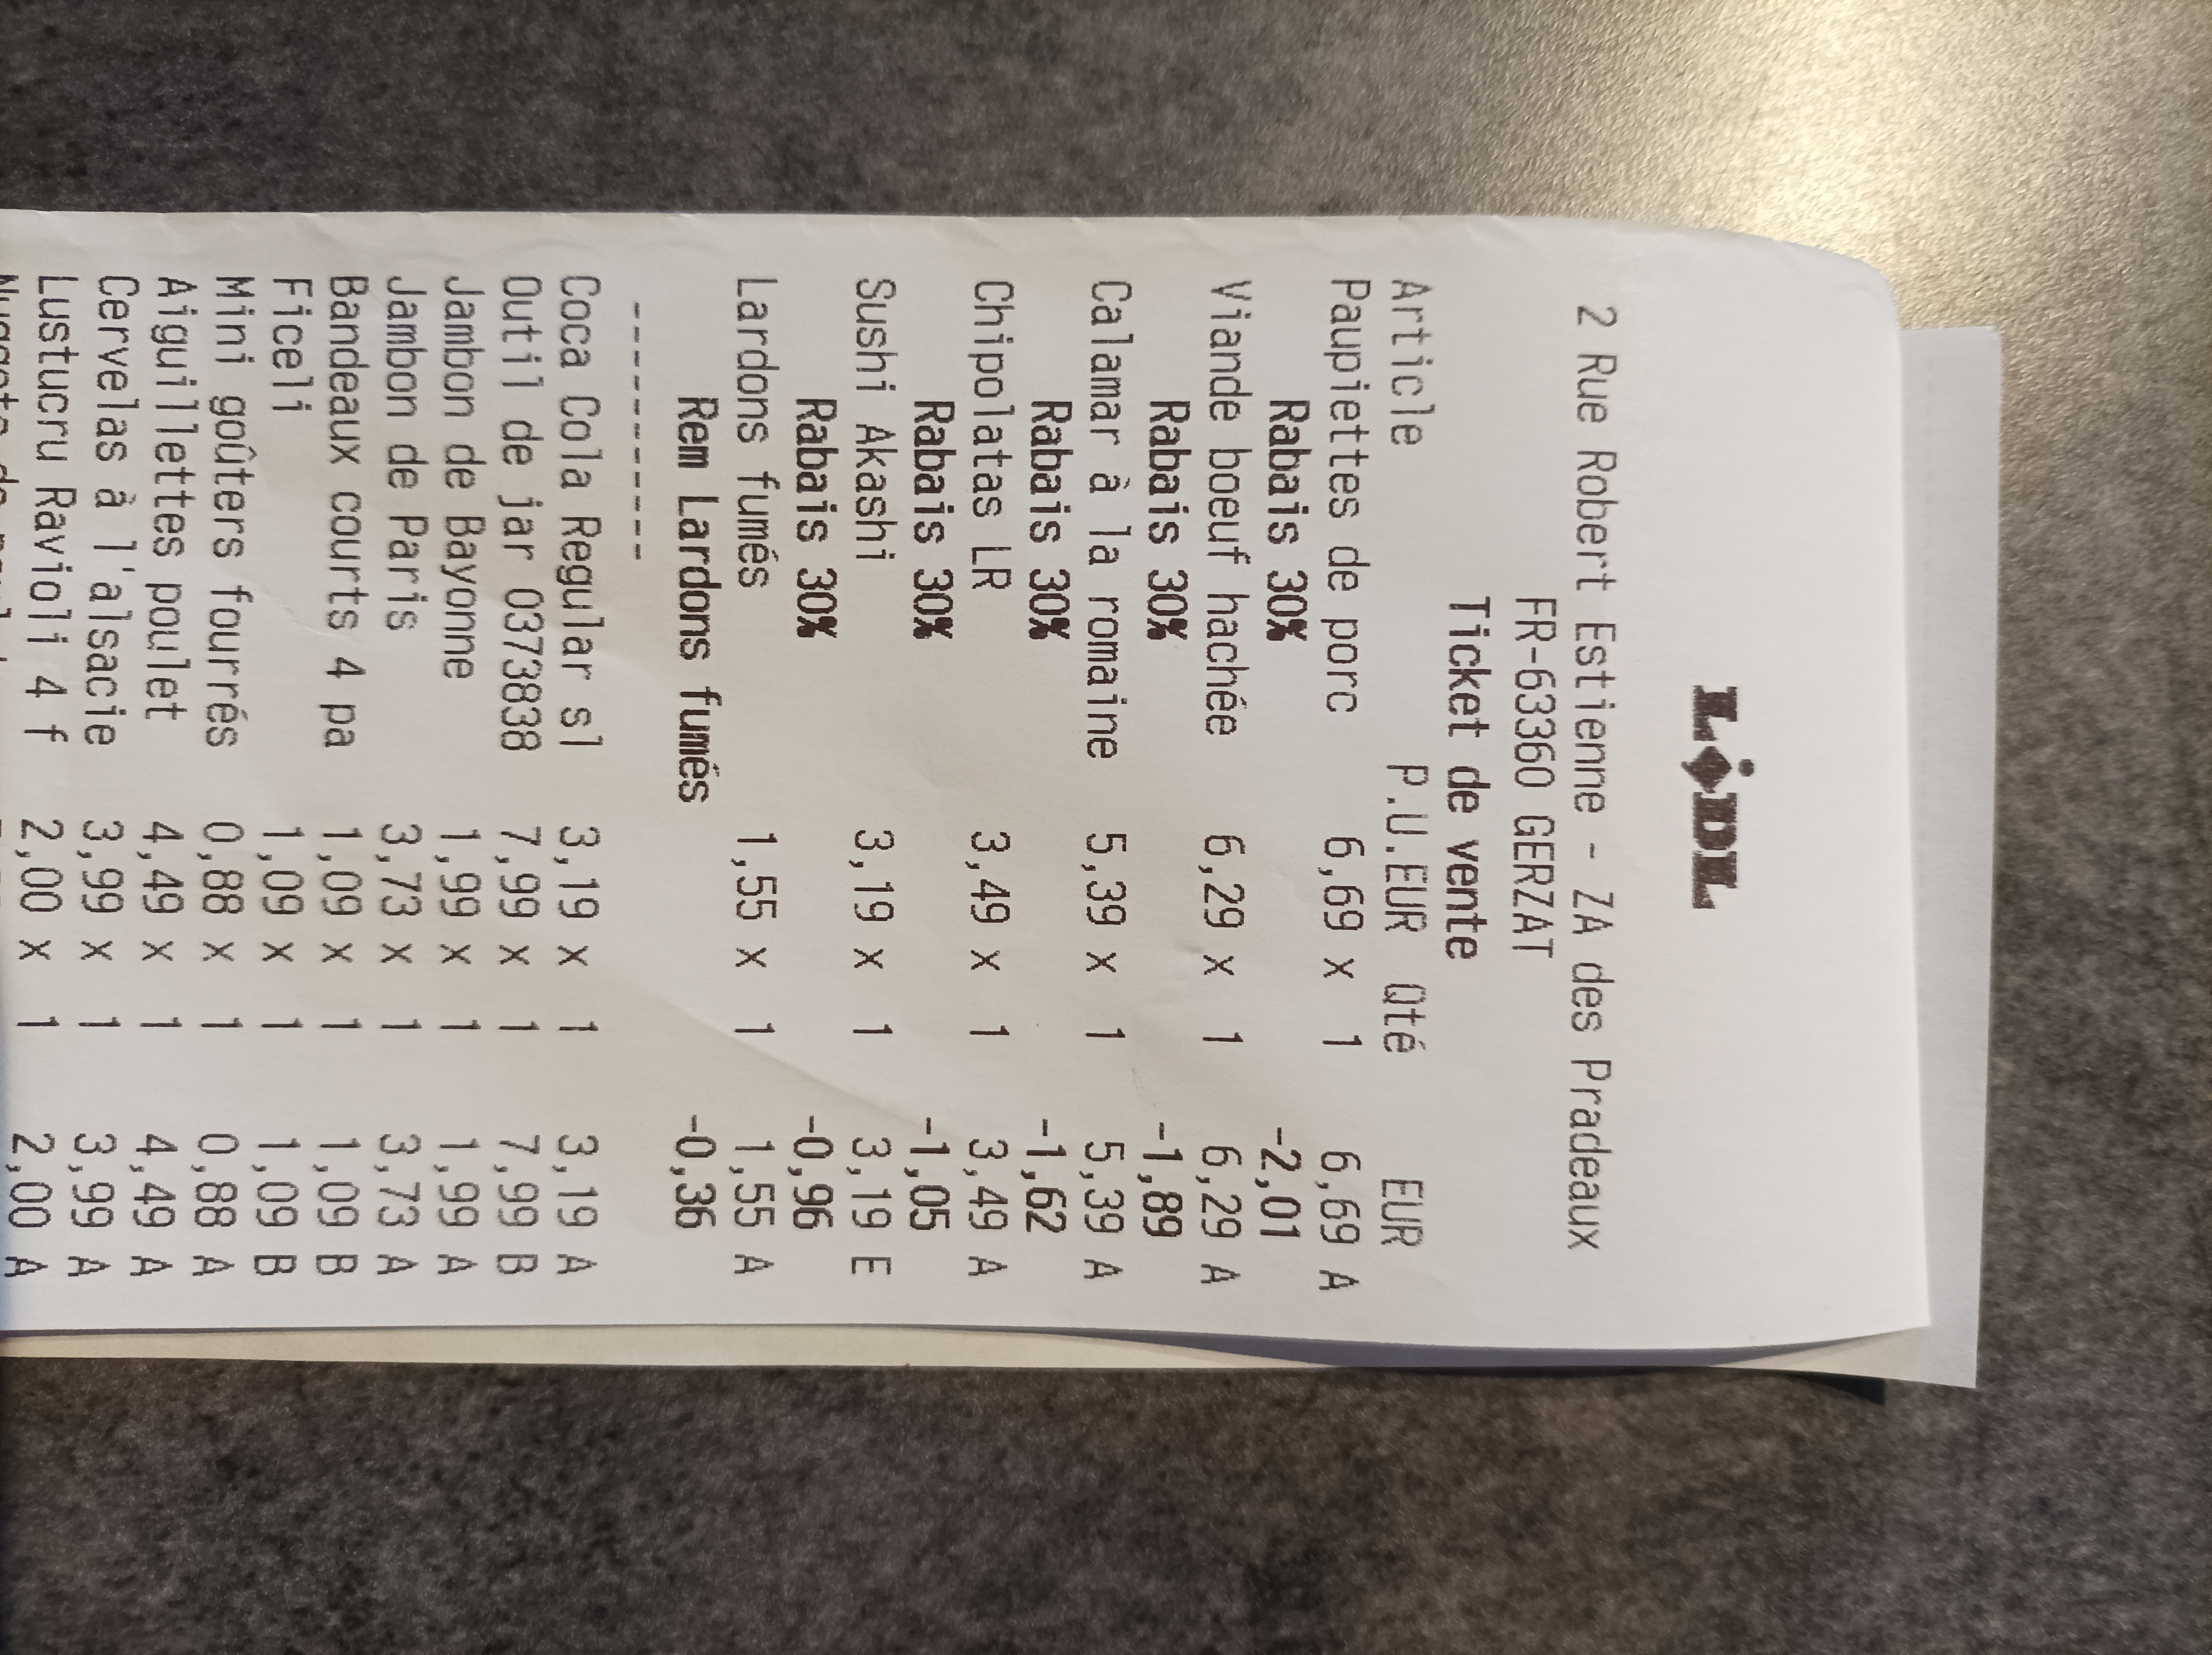 LiDL
2 Rue Robert Estienne - ZA des Pradeaux
FR-63360 GERZAT
Ticket de vente
Article P.U.EUR Qté EUR
Paupiettes de porc 6,69 x 1 6,69 A
Rabais 30% -2,01
Viande boeuf hachée 6,29 x 1 6,29 A
Rabais 30% -1,89
Calamar à la romaine 5,39 x 1 5,39 A
Rabais 30% -1,62
Chipolatas LR 3,49 x 1 3,49 A
Rabais 30% -1,05
Sushi Akashi 3,19 x 1 3,19 E
Rabais 30% -0,96
Lardons fumés 1,55 x 1 1,55 A
Rem Lardons fumés -0,36
---------
Coca Cola Regular sl 3,19 x 1 3,19 A
Outil de jar 0373838 7,99 x 1 7,99 B
Jambon de Bayonne 1,99 x 1 1,99 A
Jambon de Paris 3,73 x 1 3,73 A
Bandeaux courts 4 pa 1,09 x 1 1,09 B
Ficeli 1,09 x 1 1,09 B
Mini goûters fourrés 0,88 x 1 0,88 A
Aiguillettes poulet 4,49 x 1 4,49 A
Cervelas à l'alsacie 3,99 x 1 3,99 A
Lustucru Ravioli 4 f 2,00 x 1 2,00 A